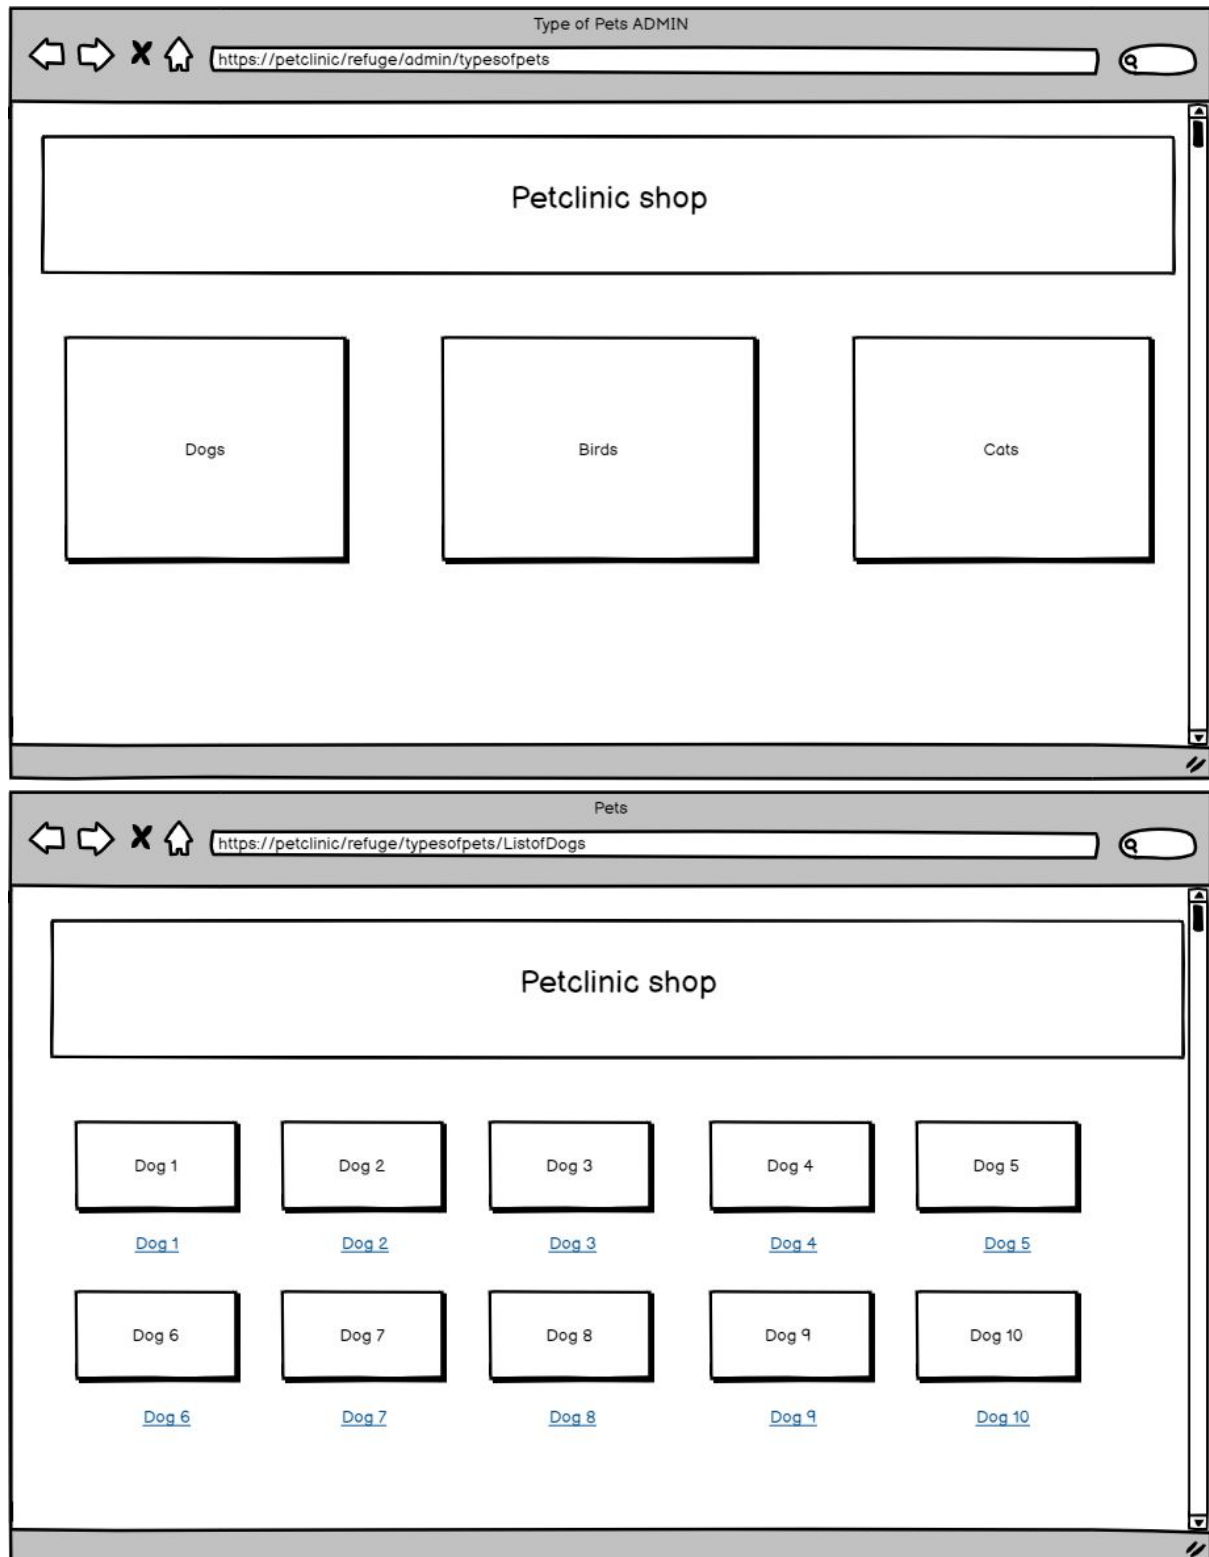 Type of Pets ADMIN
https://petclinic/refuge/admin/typesofpets
Petclinic shop
Dogs
Birds
Cats
Pets
https://petclinic/refuge/typesofpets/ListofDogs
Petclinic shop
Dog 1
Dog 2
Dog 3
Dog 4
Dog 5
Dog 1
Dog 2
Dog 3
Dog 4
Dog 5
Dog 6
Dog 7
Dog 8
Dog 9
Dog 10
Dog 6
Dog 7
Dog 8
Dog 9
Dog 10